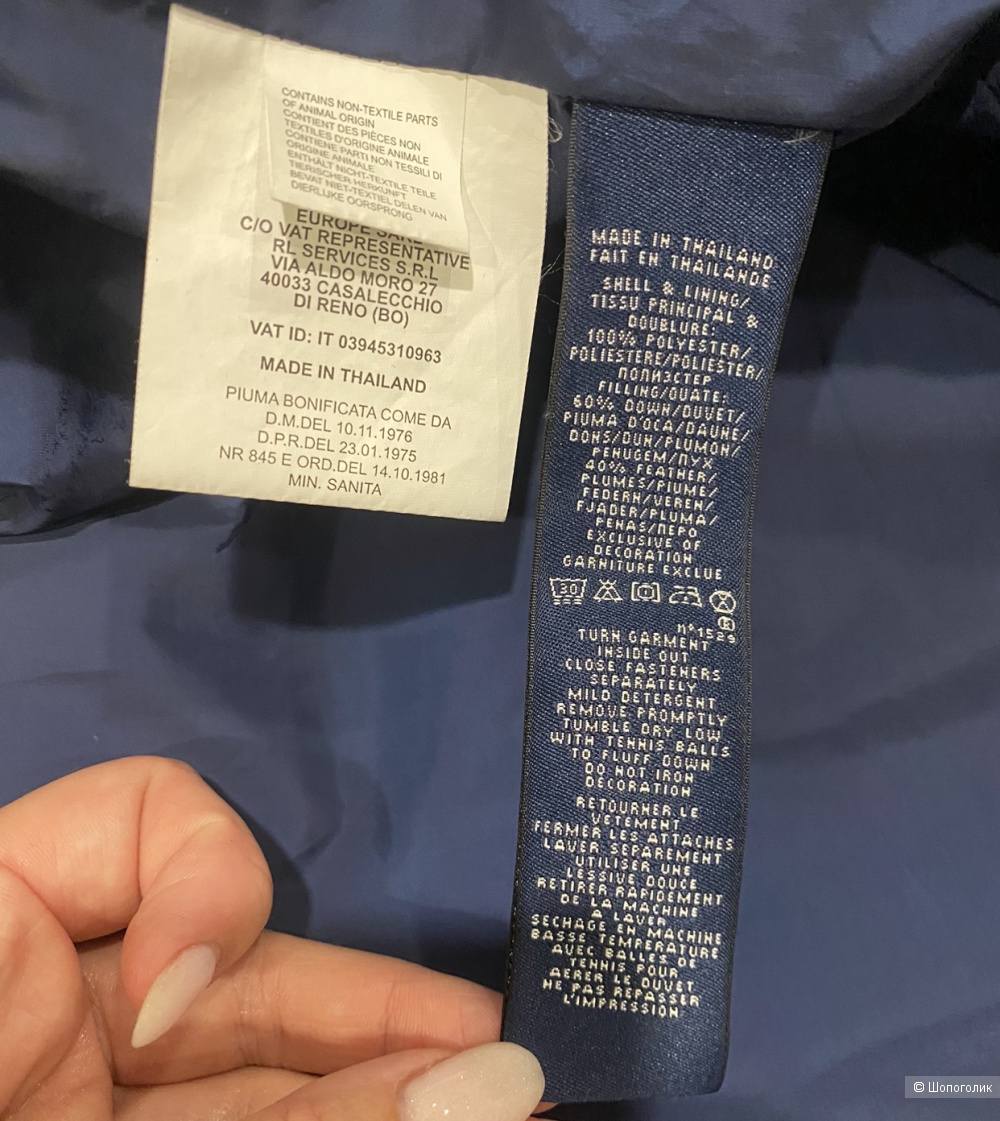 CONTAINS NON-TEXTILE PARTS
OF ANIMAL ORIGIN
CONTIENT DES PIÈCES NON
TEXTILES D'ORIGINE ANIMALE
CONTIENE PARTI NON TESSILI DI
ORIGINE ANIMALE
ENTHÄLT NICHT-TEXTILE TEILE
TIERISCHER HERKUNFT
BEVAT NIET-TEXTIEL DELEN VAN
DIERLIJKE OORSPRONG
EUROPE SARL
C/O VAT REPRESENTATIVE
RL SERVICES S.R.L
VIA ALDO MORO 27
40033 CASALECCHIO
DI RENO (BO)
VAT ID: IT 03945310963
MADE IN THAILAND
PIUMA BONIFICATA COME DA
D.M.DEL 10.11.1976
D.P.R.DEL 23.01.1975
NR 845 E ORD.DEL 14.10.1981
MIN. SANITA
MADE IN THAILAND
FAIT EN THAILANDE
SHELL & LINING/
TISSU PRINCIPAL &
DOUBLURE:
100% POLYESTER/
POLIESTERE/POLIESTER/
ПОЛИЭСТЕР
FILLING/OUATE:
60% DOWN/DUVET/
PIUMA D'OCA/DAUNE/
DONS/DUN/PLUMON/
PENUGEM/ПУХ
40% FEATHER/
PLUMES/PIUME/
FEDERN/VEREN/
FJADER/PLUMA/
PENAS/ПЕРО
EXCLUSIVE OF
DECORATION
GARNITURE EXCLUE
30
nº1529
TURN GARMENT
INSIDE OUT
CLOSE FASTENERS
SEPARATELY
MILD DETERGENT
REMOVE PROMPTLY
TUMBLE DRY LOW
WITH TENNIS BALLS
TO FLUFF DOWN
DO NOT IRON
DECORATION
RETOURNER LE
VETEMENT
FERMER LES ATTACHES
LAVER SEPAREMENT
UTILISER UNE
LESSIVE DOUCE
RETIRER RAPIDEMENT
DE LA MACHINE
A LAVER
SECHAGE EN MACHINE
BASSE TEMPERATURE
AVEC BALLES DE
TENNIS POUR
AERER LE DUVET
NE PAS REPASSER
L'IMPRESSION
© Шопоголик